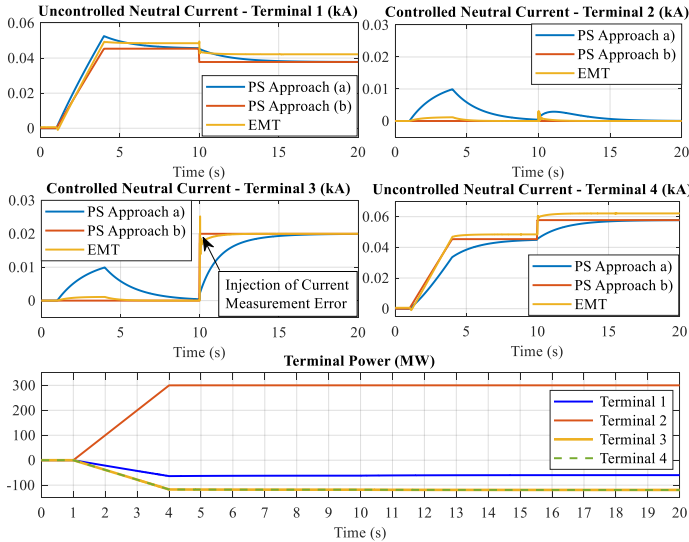 Uncontrolled Neutral Current - Terminal 1 (kA)
0.06
0.04
0.02
0
0 5 10 15 20
Time (s)
PS Approach (a)
PS Approach (b)
EMT
Controlled Neutral Current - Terminal 2 (kA)
0.03
0.02
0.01
0
0 5 10 15 20
Time (s)
PS Approach a)
PS Approach b)
EMT
Controlled Neutral Current - Terminal 3 (kA)
0.03
0.02
0.01
0
0 5 10 15 20
Time (s)
PS Approach a)
PS Approach b)
EMT
Injection of Current
Measurement Error
Uncontrolled Neutral Current - Terminal 4 (kA)
0.06
0.04
0.02
0
0 5 10 15 20
Time (s)
PS Approach a)
PS Approach b)
EMT
Terminal Power (MW)
300
200
100
0
-100
0 1 2 3 4 5 6 7 8 9 10 11 12 13 14 15 16 17 18 19 20
Time (s)
Terminal 1
Terminal 2
Terminal 3
Terminal 4